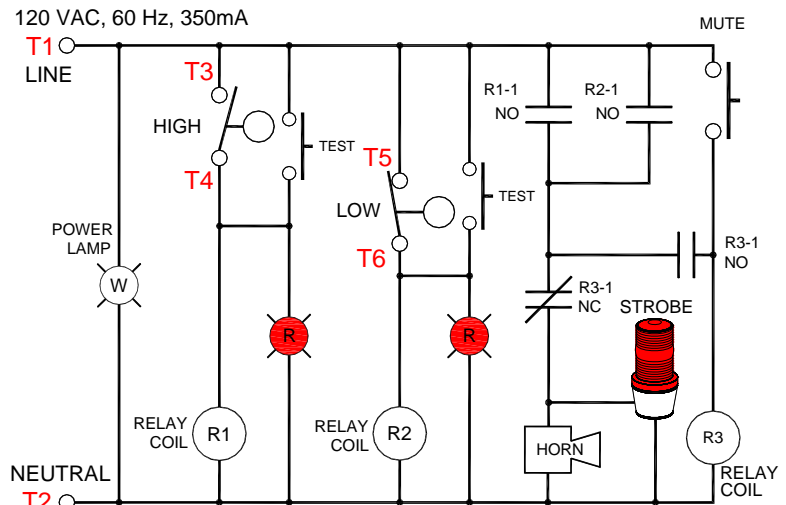 120 VAC, 60 Hz, 350mA
MUTE
T1
LINE
T3
HIGH
TEST
T4
R1-1
NO
R2-1
NO
T5
TEST
LOW
T6
POWER
LAMP
W
R3-1
NO
R3-1
NC
STROBE
R
R
RELAY
COIL
R1
RELAY
COIL
R2
HORN
R3
RELAY
COIL
NEUTRAL
T2